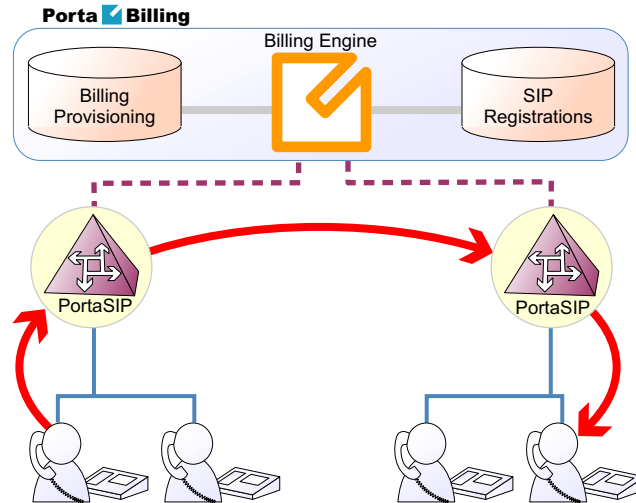 Porta Billing
Billing Engine
Billing
Provisioning
SIP
Registrations
PortaSIP
PortaSIP